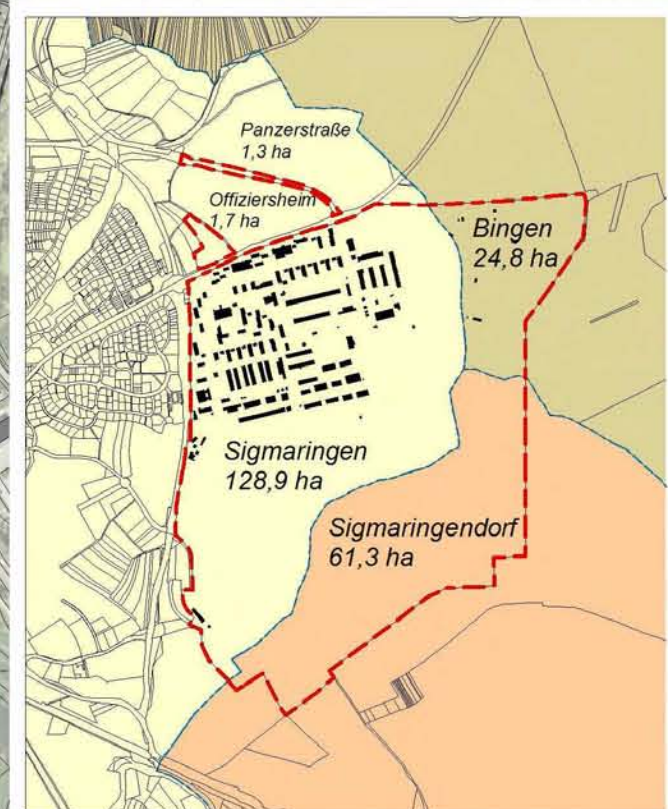 Panzerstraße
1,3 ha
Offiziersheim
1,7 ha
Bingen
24,8 ha
Sigmaringen
128,9 ha
Sigmaringendorf
61,3 ha